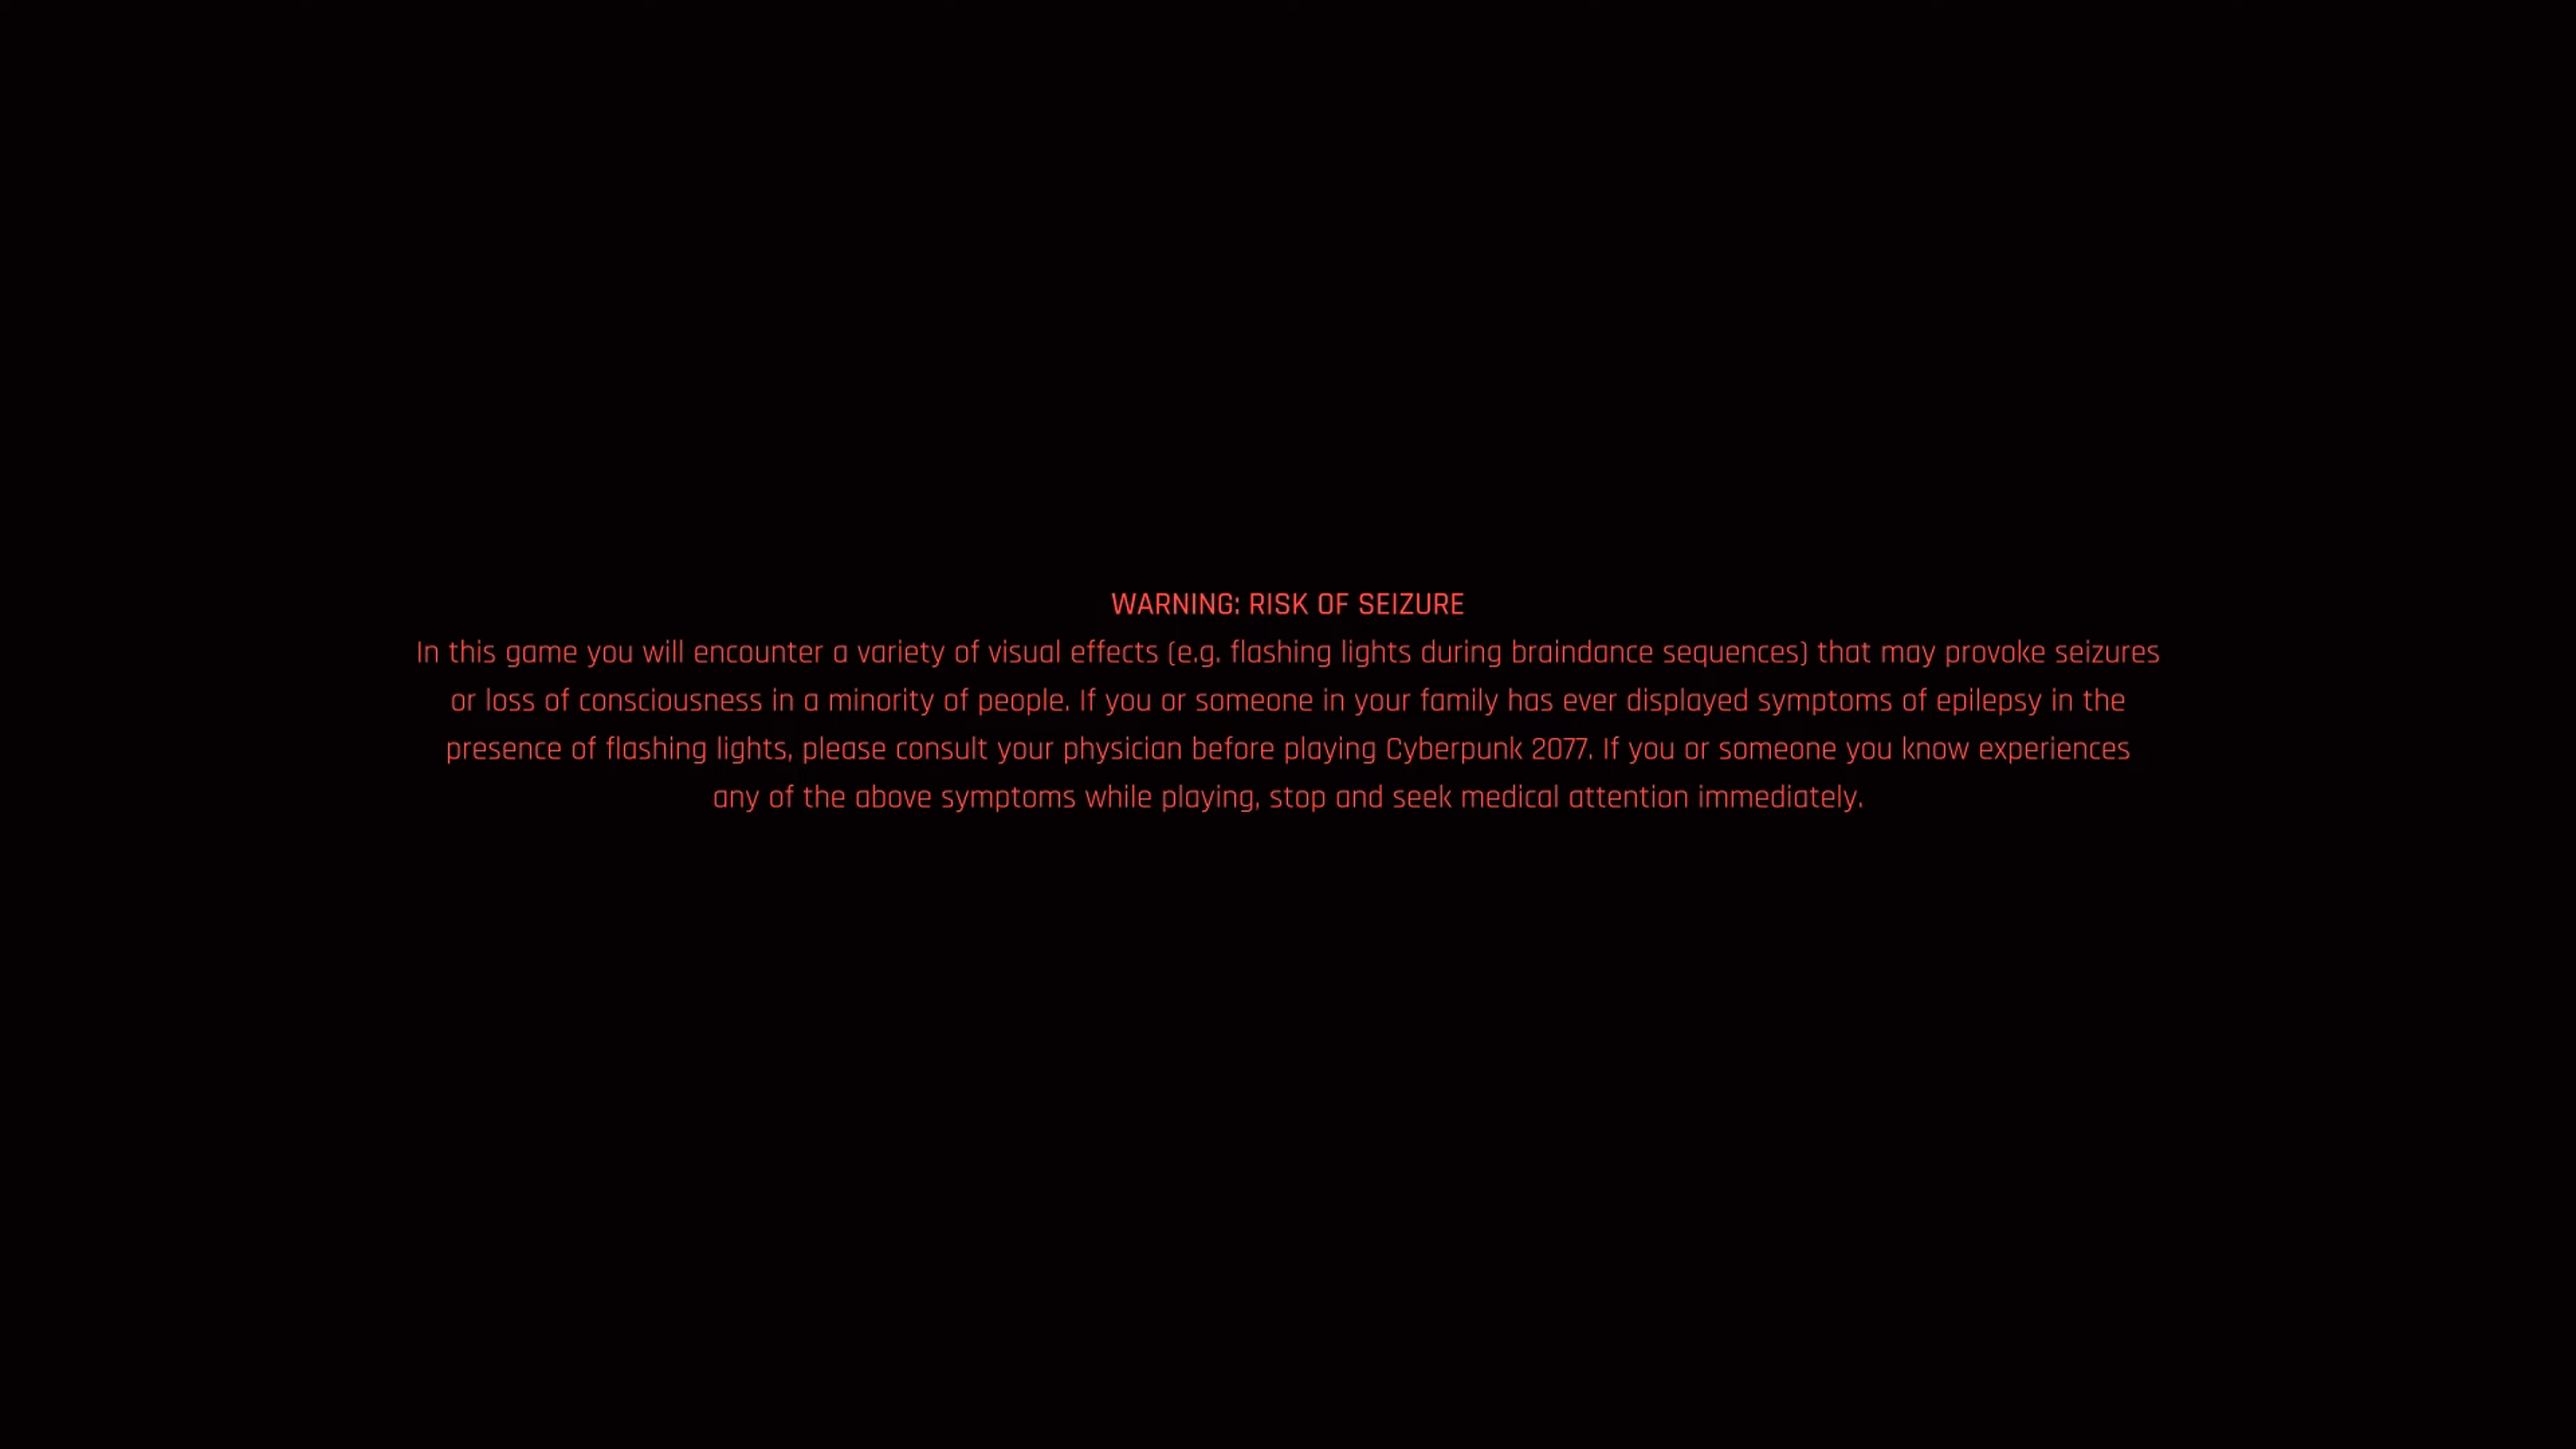 WARNING: RISK OF SEIZURE
In this game you will encounter a variety of visual effects (e.g. flashing lights during braindance sequences) that may provoke seizures
or loss of consciousness in a minority of people. If you or someone in your family has ever displayed symptoms of epilepsy in the
presence of flashing lights, please consult your physician before playing Cyberpunk 2077. If you or someone you know experiences
any of the above symptoms while playing, stop and seek medical attention immediately.